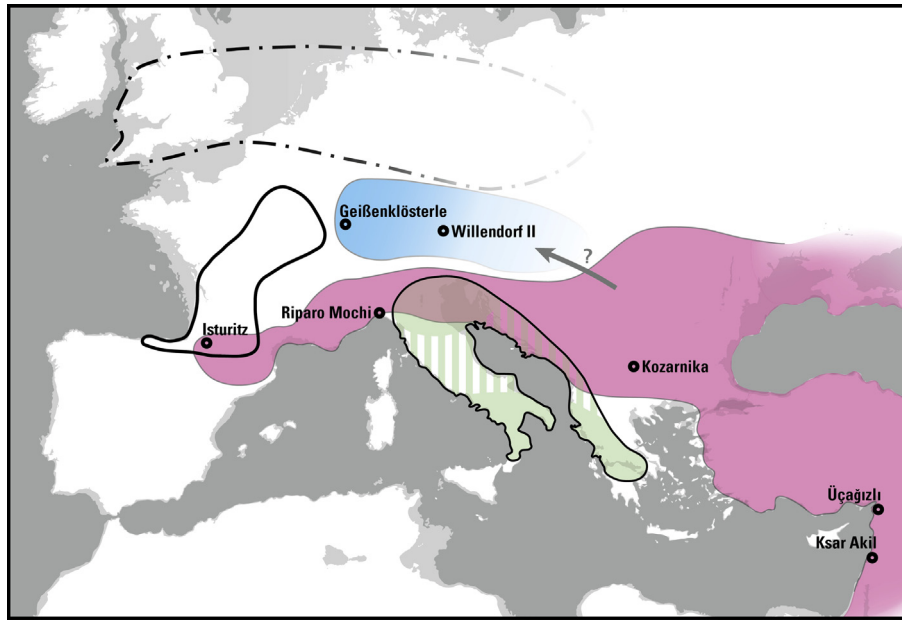 Geißenklösterle
Willendorf II
?
Riparo Mochi
Isturitz
Kozarnika
Üçağızlı
Ksar Akil